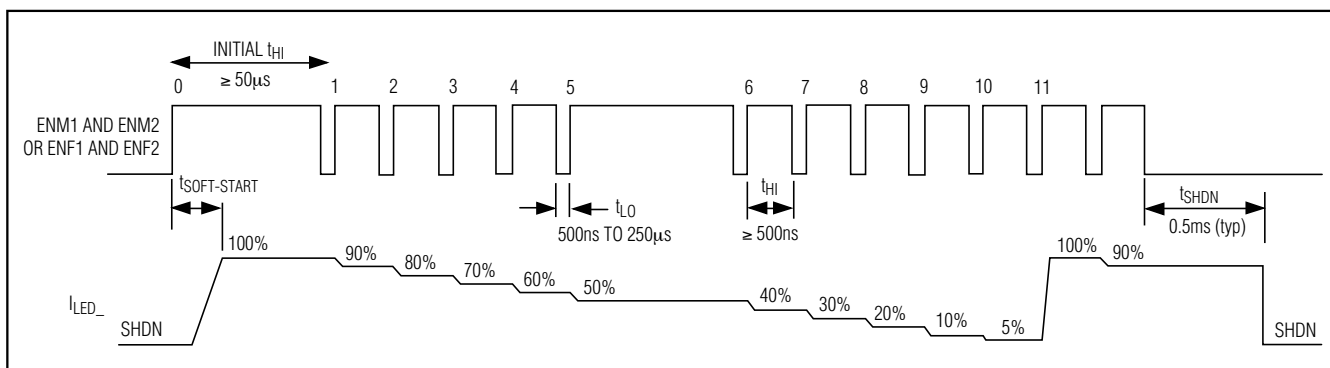 INITIAL tHI
≥ 50μs
0 1 2 3 4 5 6 7 8 9 10 11
ENM1 AND ENM2
OR ENF1 AND ENF2
tSOFT-START
tLO
500ns TO 250μs
tHI
≥ 500ns
tSHDN
0.5ms (typ)
100% 90% 80% 70% 60% 50% 40% 30% 20% 10% 5% 100% 90%
ILED_
SHDN
SHDN